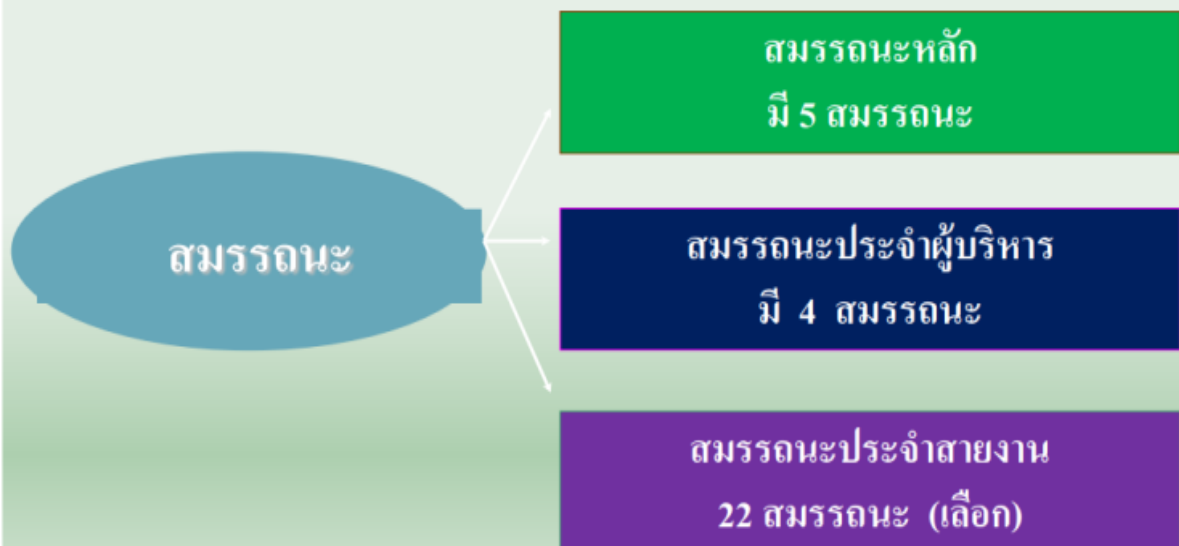 สมรรถนะ
สมรรถนะหลัก
มี 5 สมรรถนะ
สมรรถนะประจำผู้บริหาร
มี 4 สมรรถนะ
สมรรถนะประจำสายงาน
22 สมรรถนะ (เลือก)